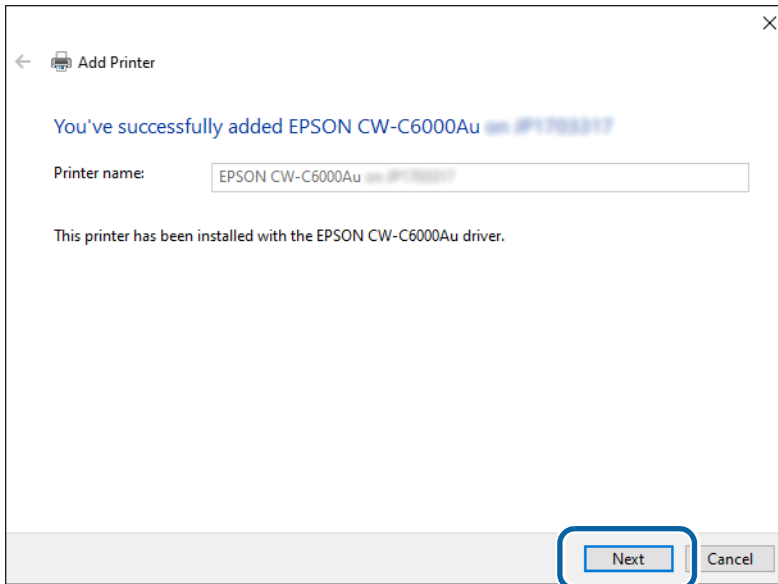 Add Printer
You've successfully added EPSON CW-C6000Au
Printer name:
EPSON CW-C6000Au
This printer has been installed with the EPSON CW-C6000Au driver.
Next
Cancel